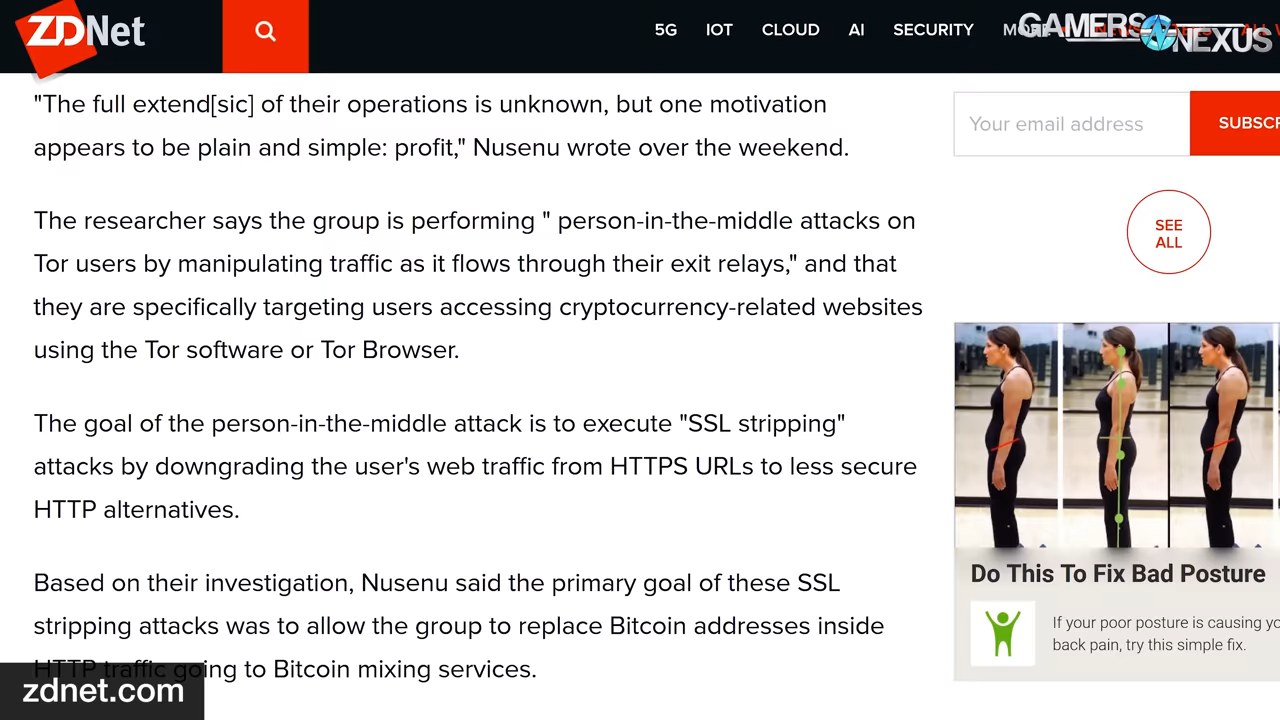 ZDNet
5G IOT CLOUD AI SECURITY
GAMERS
NEXUS
"The full extend[sic] of their operations is unknown, but one motivation
appears to be plain and simple: profit," Nusenu wrote over the weekend.
The researcher says the group is performing " person-in-the-middle attacks on
Tor users by manipulating traffic as it flows through their exit relays," and that
they are specifically targeting users accessing cryptocurrency-related websites
using the Tor software or Tor Browser.
The goal of the person-in-the-middle attack is to execute "SSL stripping"
attacks by downgrading the user's web traffic from HTTPS URLs to less secure
HTTP alternatives.
Based on their investigation, Nusenu said the primary goal of these SSL
stripping attacks was to allow the group to replace Bitcoin addresses inside
HTTP traffic going to Bitcoin mixing services.
zdnet.com
Your email address
SUBSCR
SEE
ALL
Do This To Fix Bad Posture
If your poor posture is causing yo
back pain, try this simple fix.